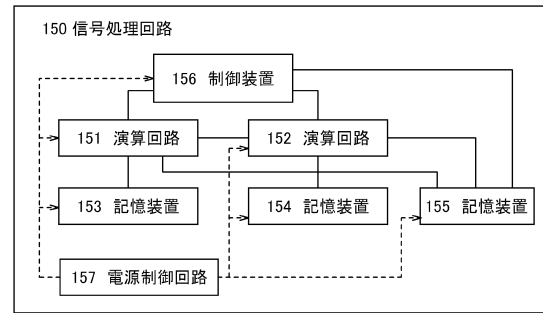 150 信号処理回路
156 制御装置
151 演算回路
152 演算回路
153 記憶装置
154 記憶装置
155 記憶装置
157 電源制御回路